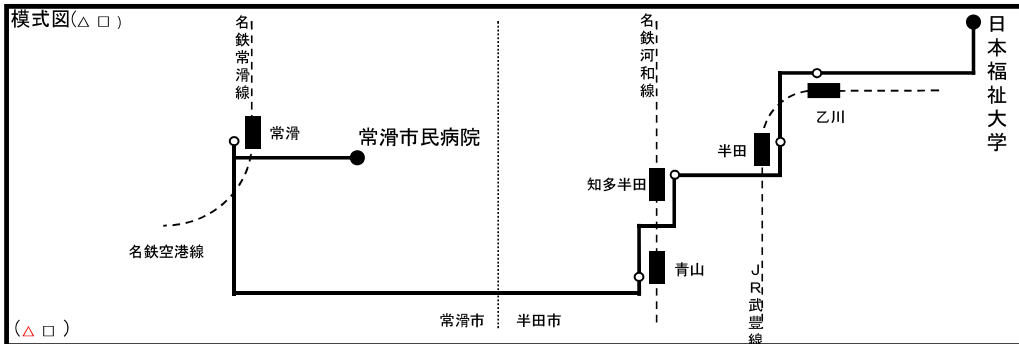 模式図(△ □ )
名鉄常滑線
常滑
常滑市民病院
名鉄空港線
名鉄河和線
知多半田
青山
半田
乙川
日本福祉大学
JR武豊線
常滑市
半田市
(△ □ )